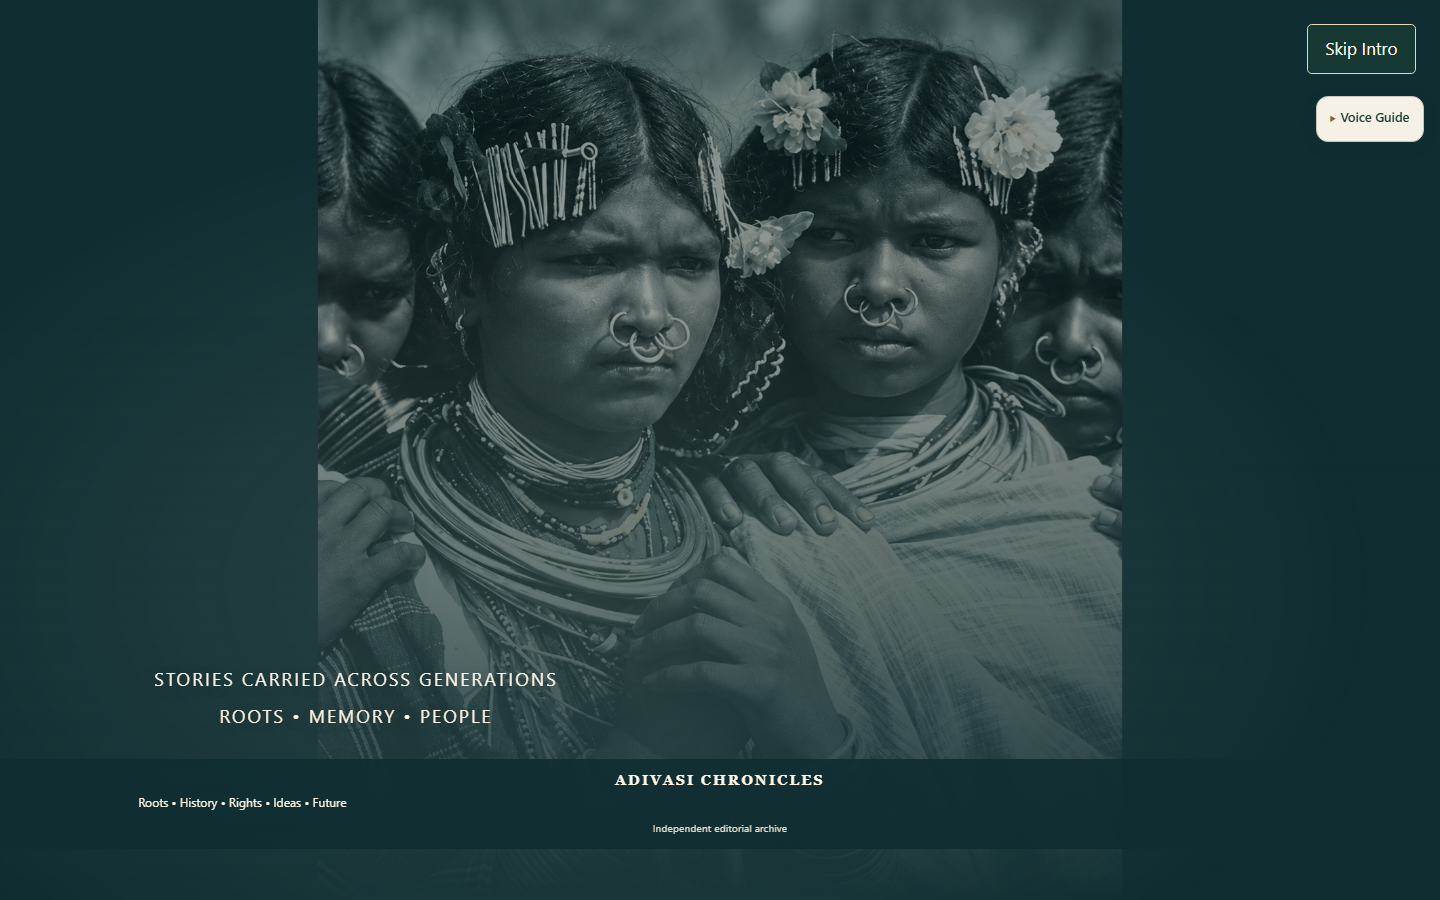 Skip Intro
Voice Guide
STORIES CARRIED ACROSS GENERATIONS
ROOTS • MEMORY • PEOPLE
ADIVASI CHRONICLES
Roots • History • Rights • Ideas • Future
Independent editorial archive